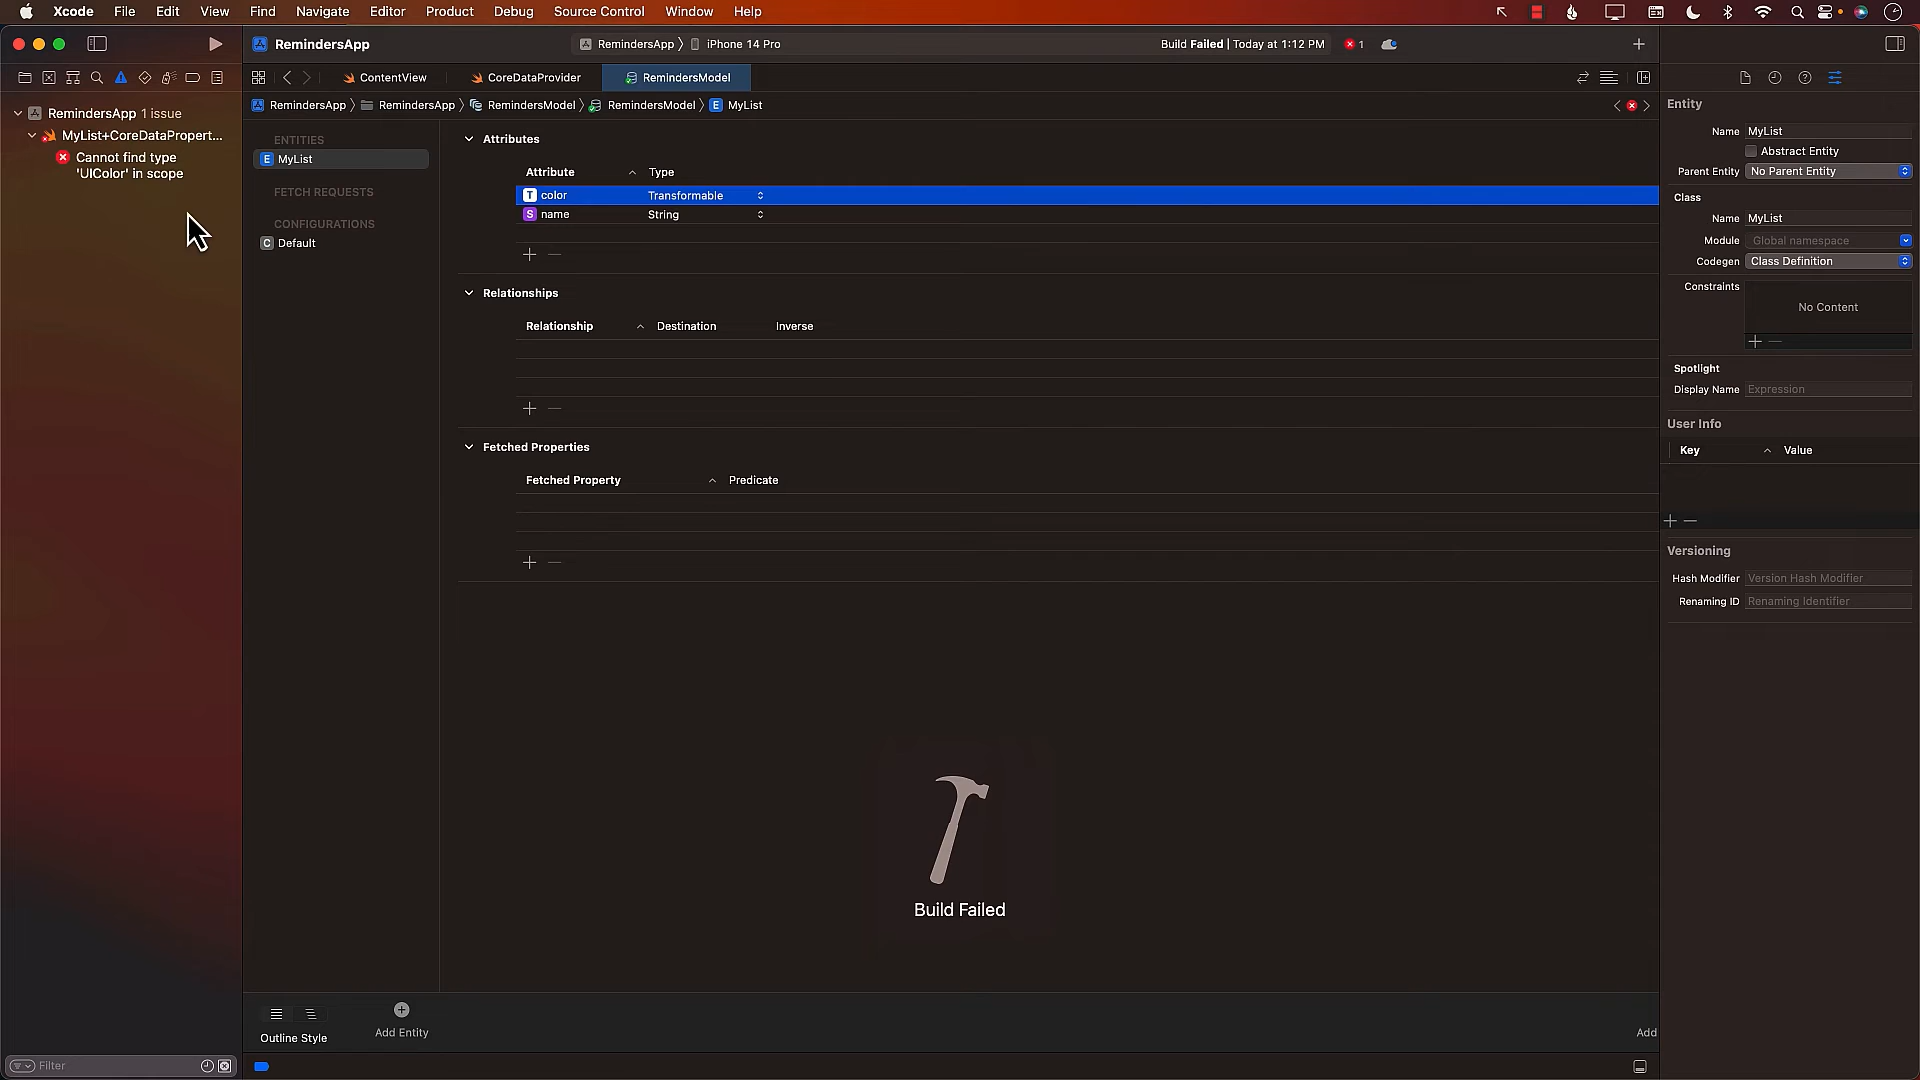 Xcode File Edit View Find Navigate Editor Product Debug Source Control Window Help
RemindersApp
RemindersApp 〉 iPhone 14 Pro
Build Failed | Today at 1:12 PM
1
ContentView
CoreDataProvider
RemindersModel
RemindersApp 〉 RemindersApp 〉 RemindersModel 〉 RemindersModel 〉 E MyList
RemindersApp 1 issue
MyList+CoreDataPropert...
Cannot find type
'UIColor' in scope
Filter
ENTITIES
E MyList
FETCH REQUESTS
CONFIGURATIONS
C Default
Attributes
Attribute Type
T color Transformable
S name String
Relationships
Relationship Destination Inverse
Fetched Properties
Fetched Property Predicate
Build Failed
Outline Style
Add Entity
Add
Entity
Name MyList
Abstract Entity
Parent Entity No Parent Entity
Class
Name MyList
Module Global namespace
Codegen Class Definition
Constraints
No Content
Spotlight
Display Name Expression
User Info
Key Value
Versioning
Hash Modifier Version Hash Modifier
Renaming ID Renaming Identifier